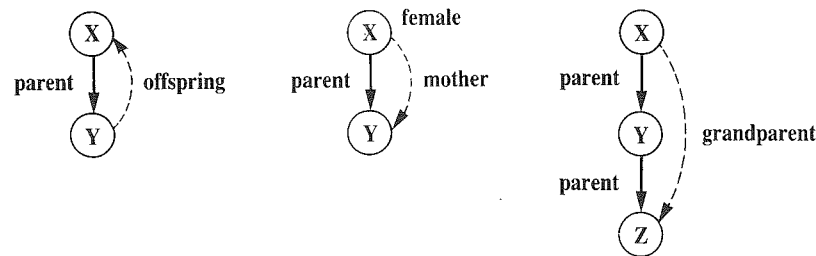 X
parent offspring
Y
female
X
parent mother
Y
X
parent
Y grandparent
parent
Z